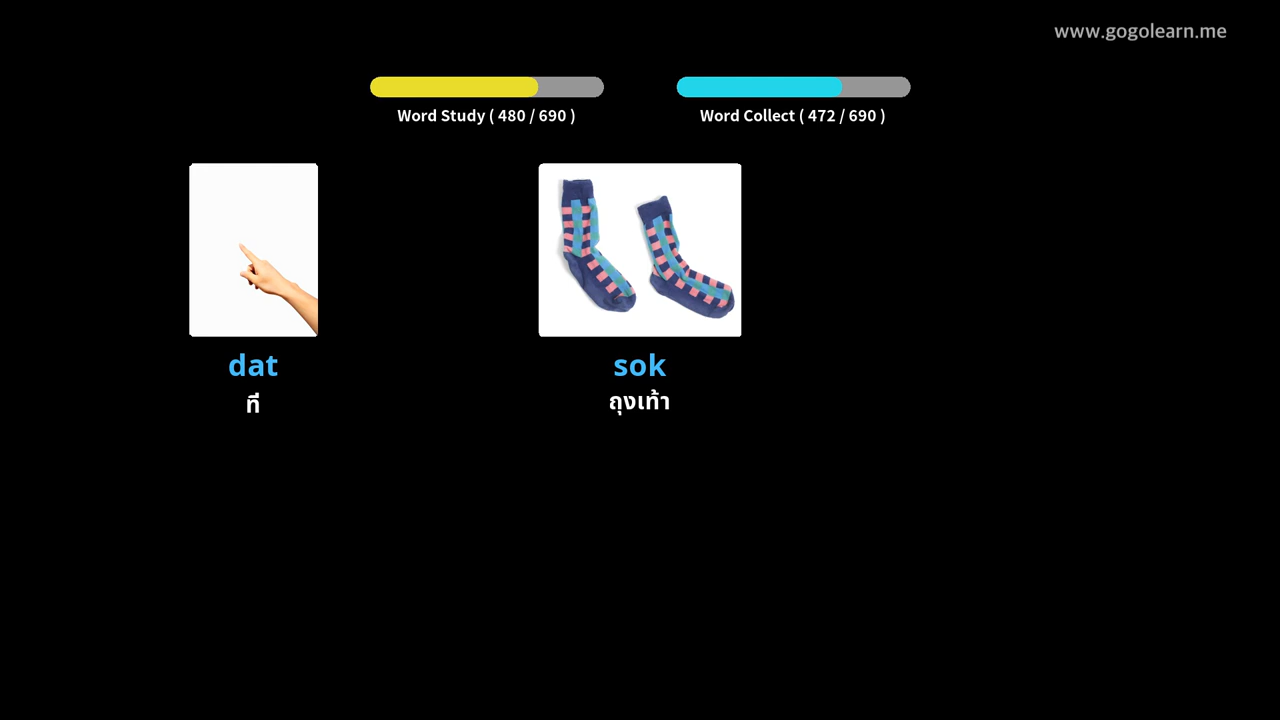 www.gogolearn.me
Word Study ( 480 / 690 )
Word Collect ( 472 / 690 )
dat
ที
sok
ถุงเท้า